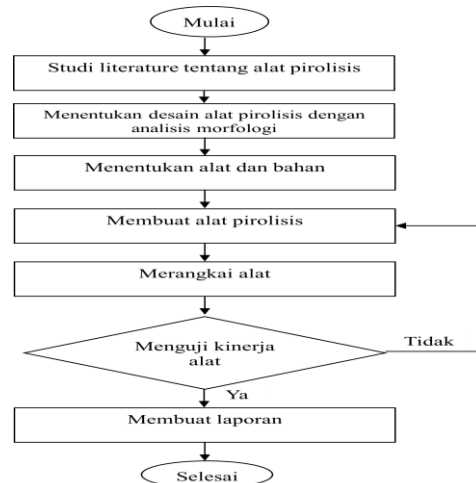 Mulai
Studi literature tentang alat pirolisis
Menentukan desain alat pirolisis dengan
analisis morfologi
Menentukan alat dan bahan
Membuat alat pirolisis
Merangkai alat
Menguji kinerja
alat
Tidak
Ya
Membuat laporan
Selesai